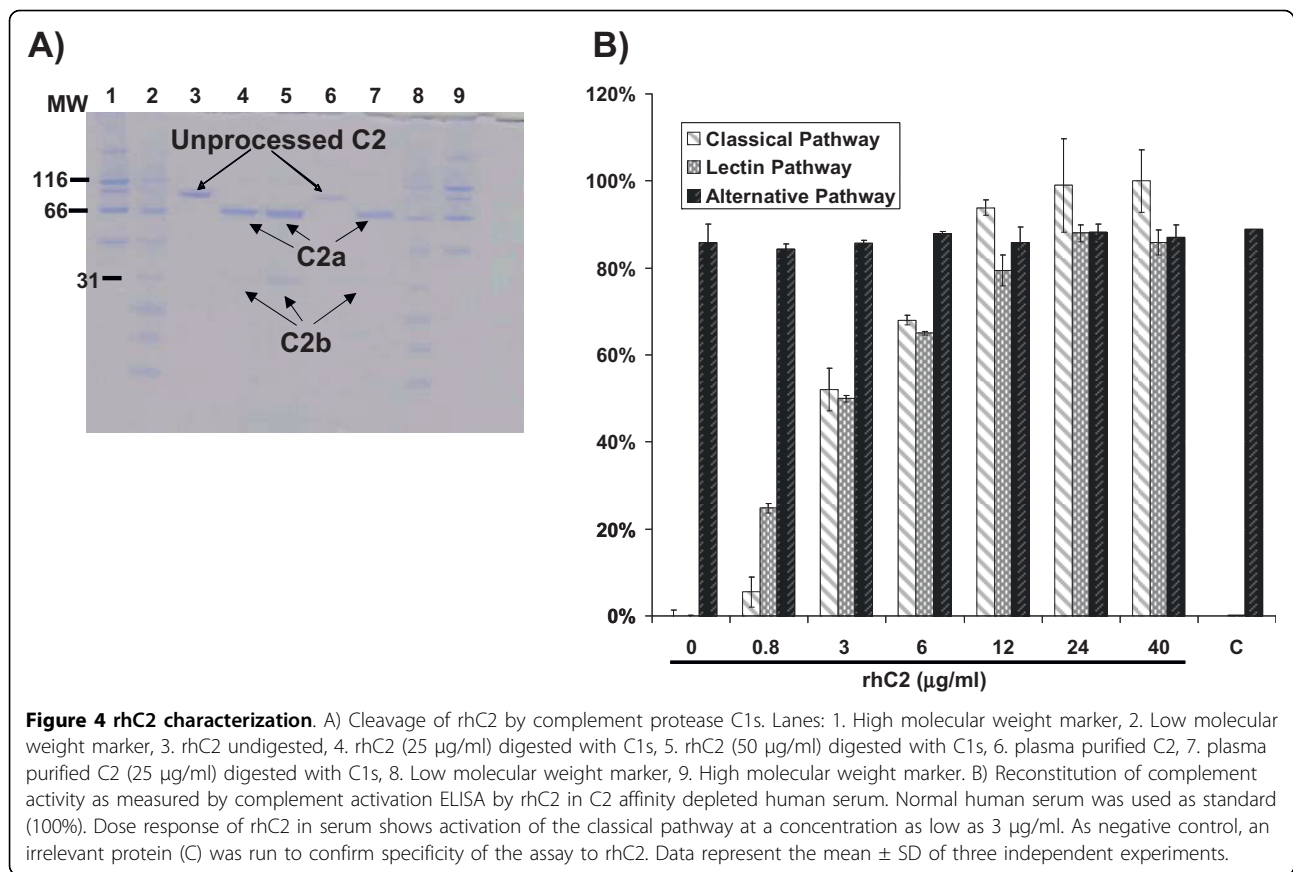 A)
MW 1 2 3 4 5 6 7 8 9
Unprocessed C2
116
66
C2a
31
C2b
B)
120%
100%
80%
60%
40%
20%
0%
Classical Pathway
Lectin Pathway
Alternative Pathway
0 0.8 3 6 12 24 40 C
rhC2 (µg/ml)
Figure 4 rhC2 characterization. A) Cleavage of rhC2 by complement protease C1s. Lanes: 1. High molecular weight marker, 2. Low molecular
weight marker, 3. rhC2 undigested, 4. rhC2 (25 µg/ml) digested with C1s, 5. rhC2 (50 µg/ml) digested with C1s, 6. plasma purified C2, 7. plasma
purified C2 (25 µg/ml) digested with C1s, 8. Low molecular weight marker, 9. High molecular weight marker. B) Reconstitution of complement
activity as measured by complement activation ELISA by rhC2 in C2 affinity depleted human serum. Normal human serum was used as standard
(100%). Dose response of rhC2 in serum shows activation of the classical pathway at a concentration as low as 3 µg/ml. As negative control, an
irrelevant protein (C) was run to confirm specificity of the assay to rhC2. Data represent the mean ± SD of three independent experiments.